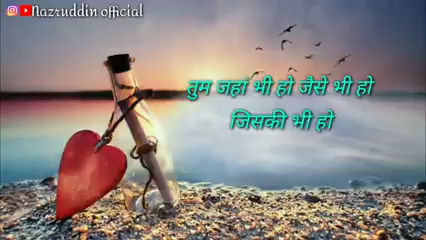 Nazruddin official
तुम जहां भी हो जैसे भी हो
जिसकी भी हो